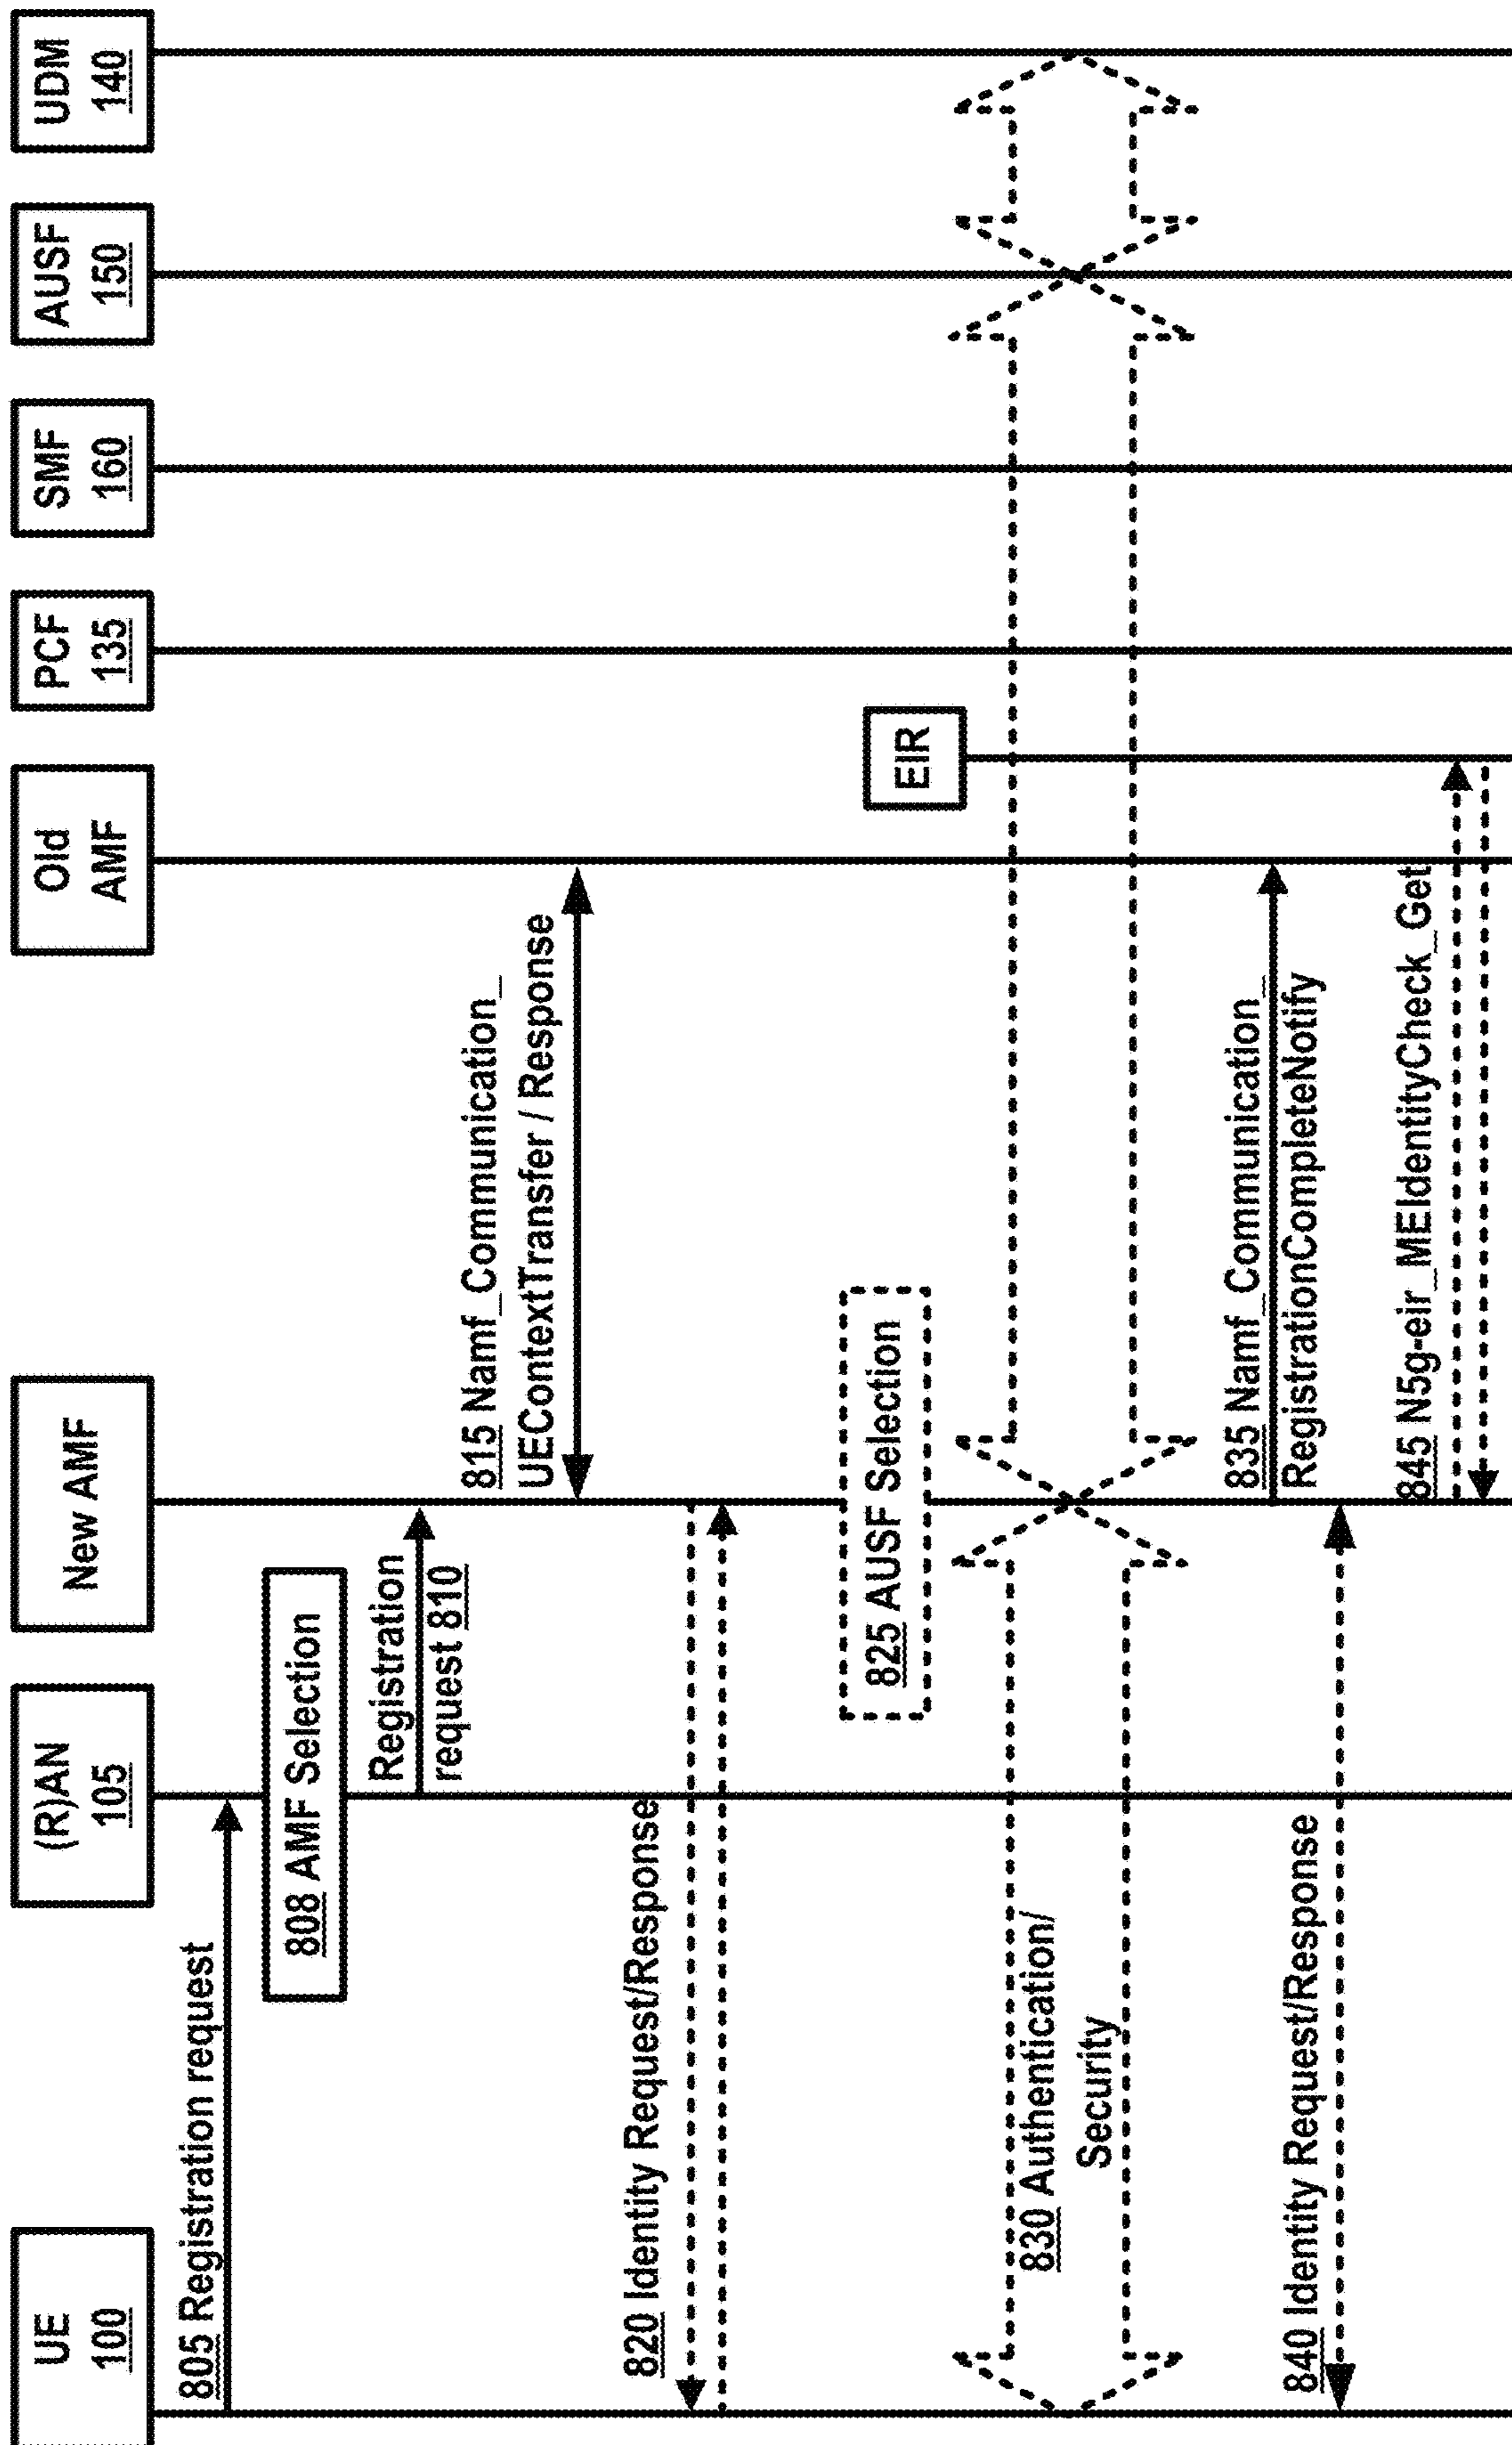 UE
100
(R)AN
105
New AMF
Old
AMF
PCF
135
SMF
160
AUSF
150
UDM
140
805 Registration request
808 AMF Selection
Registration
request 810
815 Namf_Communication_
UEContextTransfer / Response
820 Identity Request/Response
825 AUSF Selection
EIR
830 Authentication/
Security
835 Namf_Communication_
RegistrationCompleteNotify
840 Identity Request/Response
845 N5g-eir_MEIdentityCheck_Get